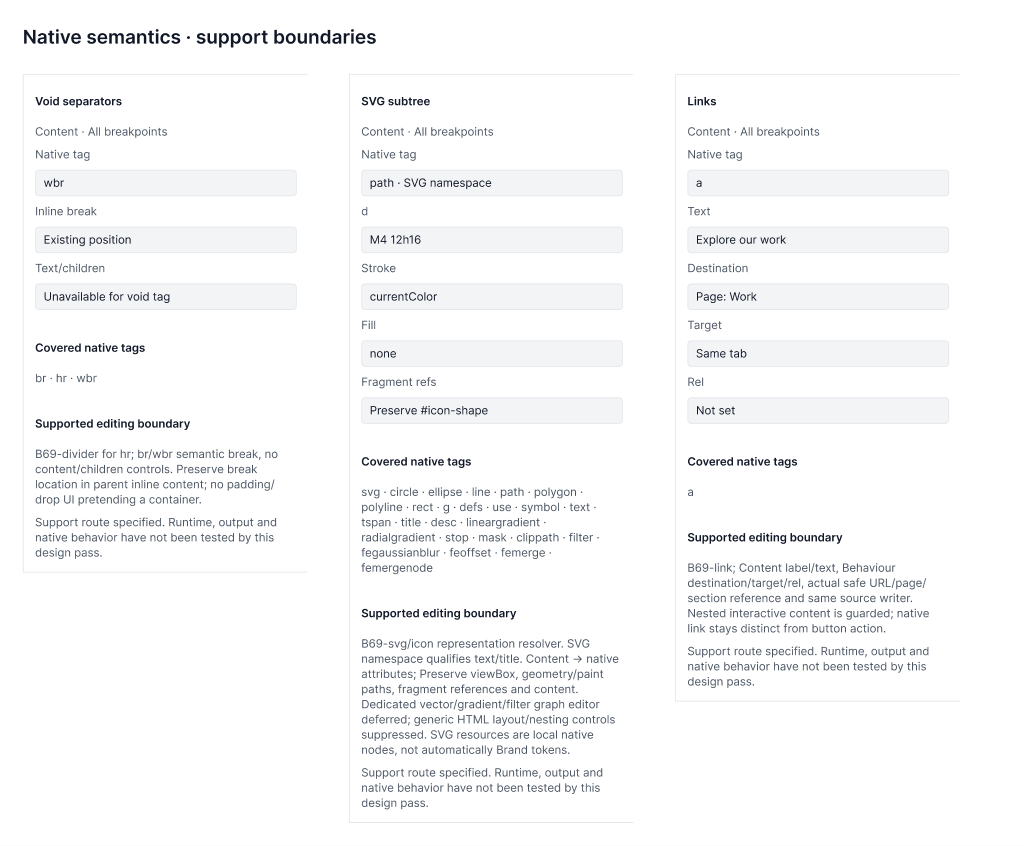 Native semantics · support boundaries
Void separators
Content · All breakpoints
Native tag
wbr
Inline break
Existing position
Text/children
Unavailable for void tag
Covered native tags
br · hr · wbr
Supported editing boundary
B69-divider for hr; br/wbr semantic break, no
content/children controls. Preserve break
location in parent inline content; no padding/
drop UI pretending a container.
Support route specified. Runtime, output and
native behavior have not been tested by this
design pass.
SVG subtree
Content · All breakpoints
Native tag
path · SVG namespace
d
M4 12h16
Stroke
currentColor
Fill
none
Fragment refs
Preserve #icon-shape
Covered native tags
svg · circle · ellipse · line · path · polygon ·
polyline · rect · g · defs · use · symbol · text ·
tspan · title · desc · lineargradient ·
radialgradient · stop · mask · clippath · filter ·
fegaussianblur · feoffset · femerge ·
femergenode
Supported editing boundary
B69-svg/icon representation resolver. SVG
namespace qualifies text/title. Content → native
attributes; Preserve viewBox, geometry/paint
paths, fragment references and content.
Dedicated vector/gradient/filter graph editor
deferred; generic HTML layout/nesting controls
suppressed. SVG resources are local native
nodes, not automatically Brand tokens.
Support route specified. Runtime, output and
native behavior have not been tested by this
design pass.
Links
Content · All breakpoints
Native tag
a
Text
Explore our work
Destination
Page: Work
Target
Same tab
Rel
Not set
Covered native tags
a
Supported editing boundary
B69-link; Content label/text, Behaviour
destination/target/rel, actual safe URL/page/
section reference and same source writer.
Nested interactive content is guarded; native
link stays distinct from button action.
Support route specified. Runtime, output and
native behavior have not been tested by this
design pass.